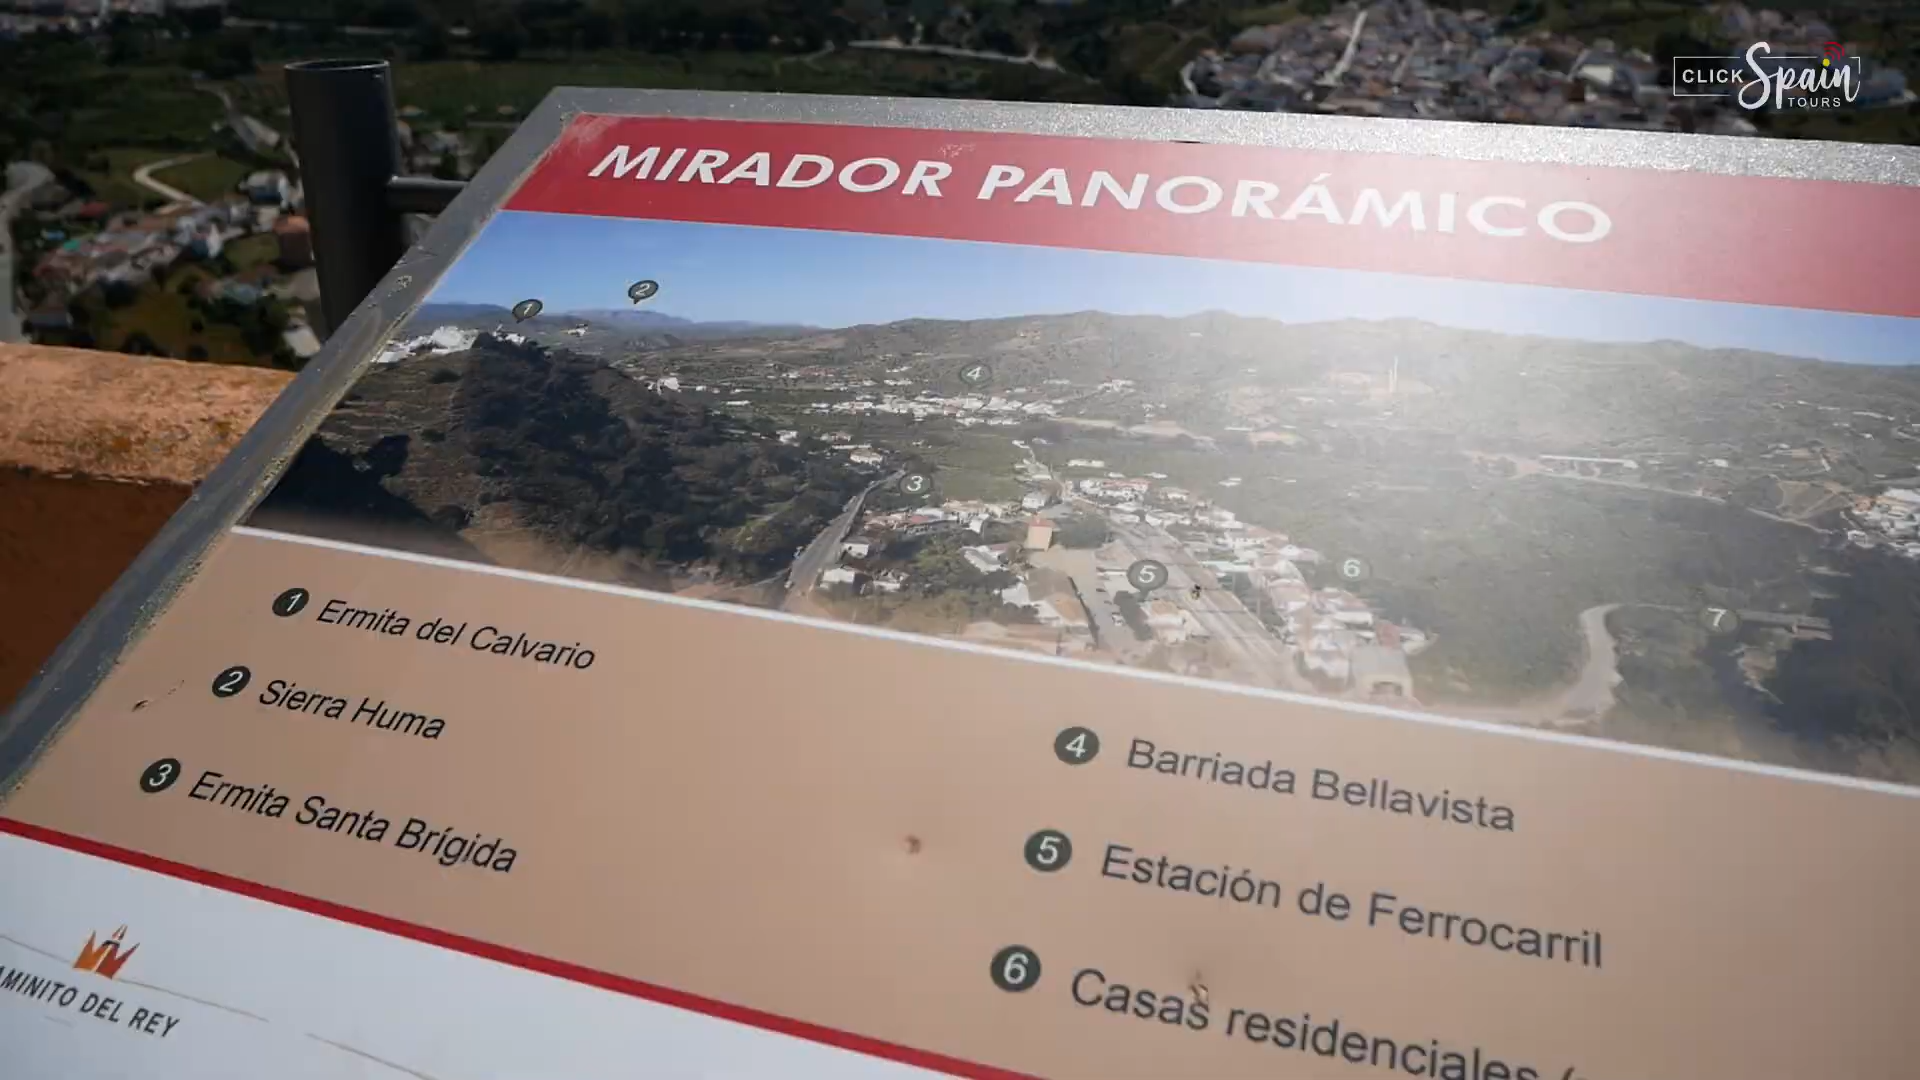 CLICK Spain
TOURS
MIRADOR PANORÁMICO
1
2
4
3
5
6
7
1 Ermita del Calvario
2 Sierra Huma
3 Ermita Santa Brígida
4 Barriada Bellavista
5 Estación de Ferrocarril
6 Casas residenciales
AMINITO DEL REY